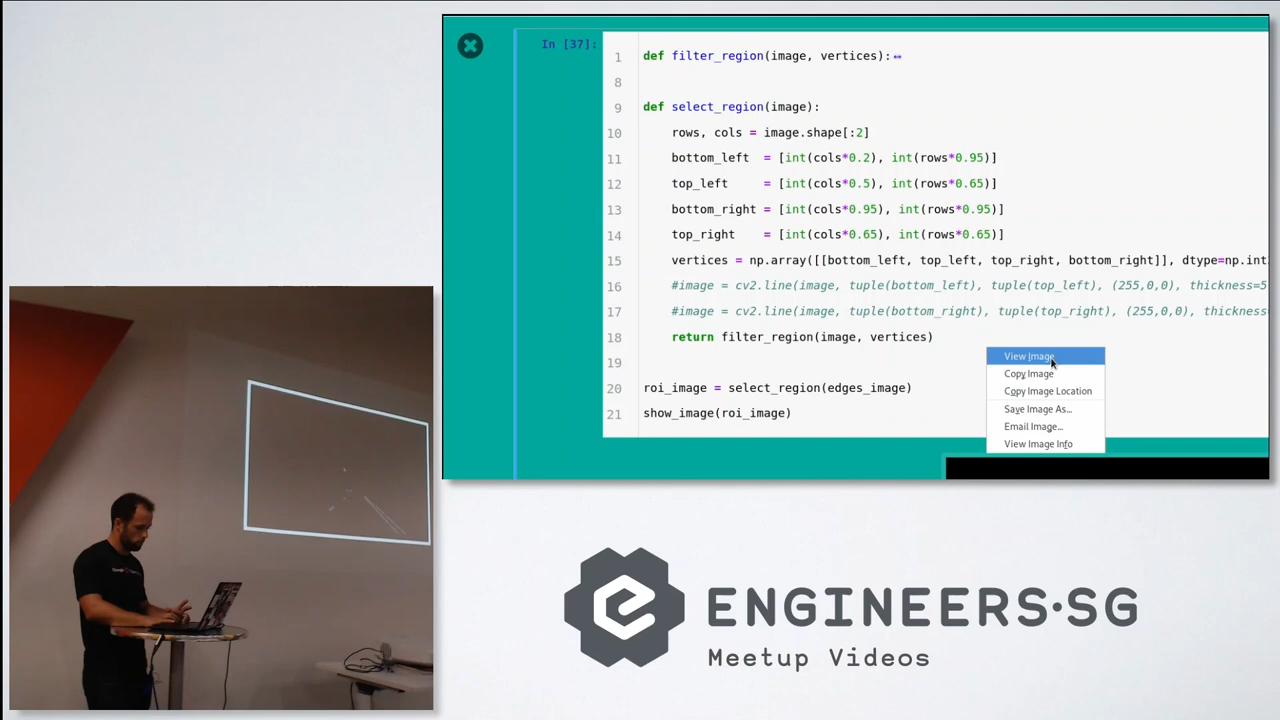 In [37]:
1 def filter_region(image, vertices):↔
8
9 def select_region(image):
10 rows, cols = image.shape[:2]
11 bottom_left = [int(cols*0.2), int(rows*0.95)]
12 top_left = [int(cols*0.5), int(rows*0.65)]
13 bottom_right = [int(cols*0.95), int(rows*0.95)]
14 top_right = [int(cols*0.65), int(rows*0.65)]
15 vertices = np.array([[bottom_left, top_left, top_right, bottom_right]], dtype=np.int
16 #image = cv2.line(image, tuple(bottom_left), tuple(top_left), (255,0,0), thickness=5
17 #image = cv2.line(image, tuple(bottom_right), tuple(top_right), (255,0,0), thickness
18 return filter_region(image, vertices)
19
20 roi_image = select_region(edges_image)
21 show_image(roi_image)
View Image
Copy Image
Copy Image Location
Save Image As...
Email Image...
View Image Info
ENGINEERS·SG
Meetup Videos